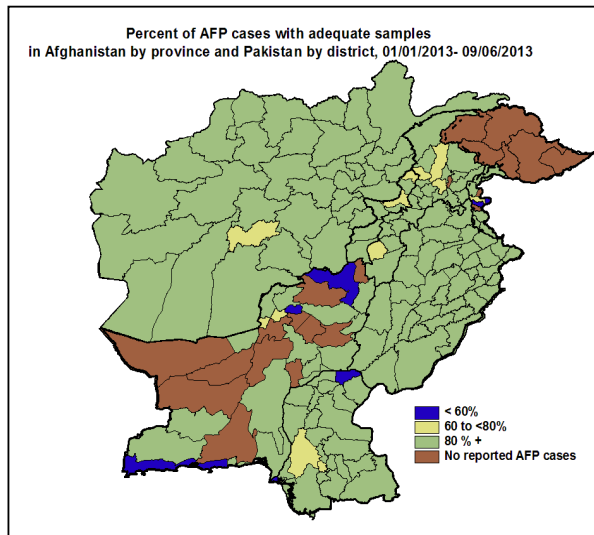 Percent of AFP cases with adequate samples
in Afghanistan by province and Pakistan by district, 01/01/2013- 09/06/2013
< 60%
60 to <80%
80 % +
No reported AFP cases